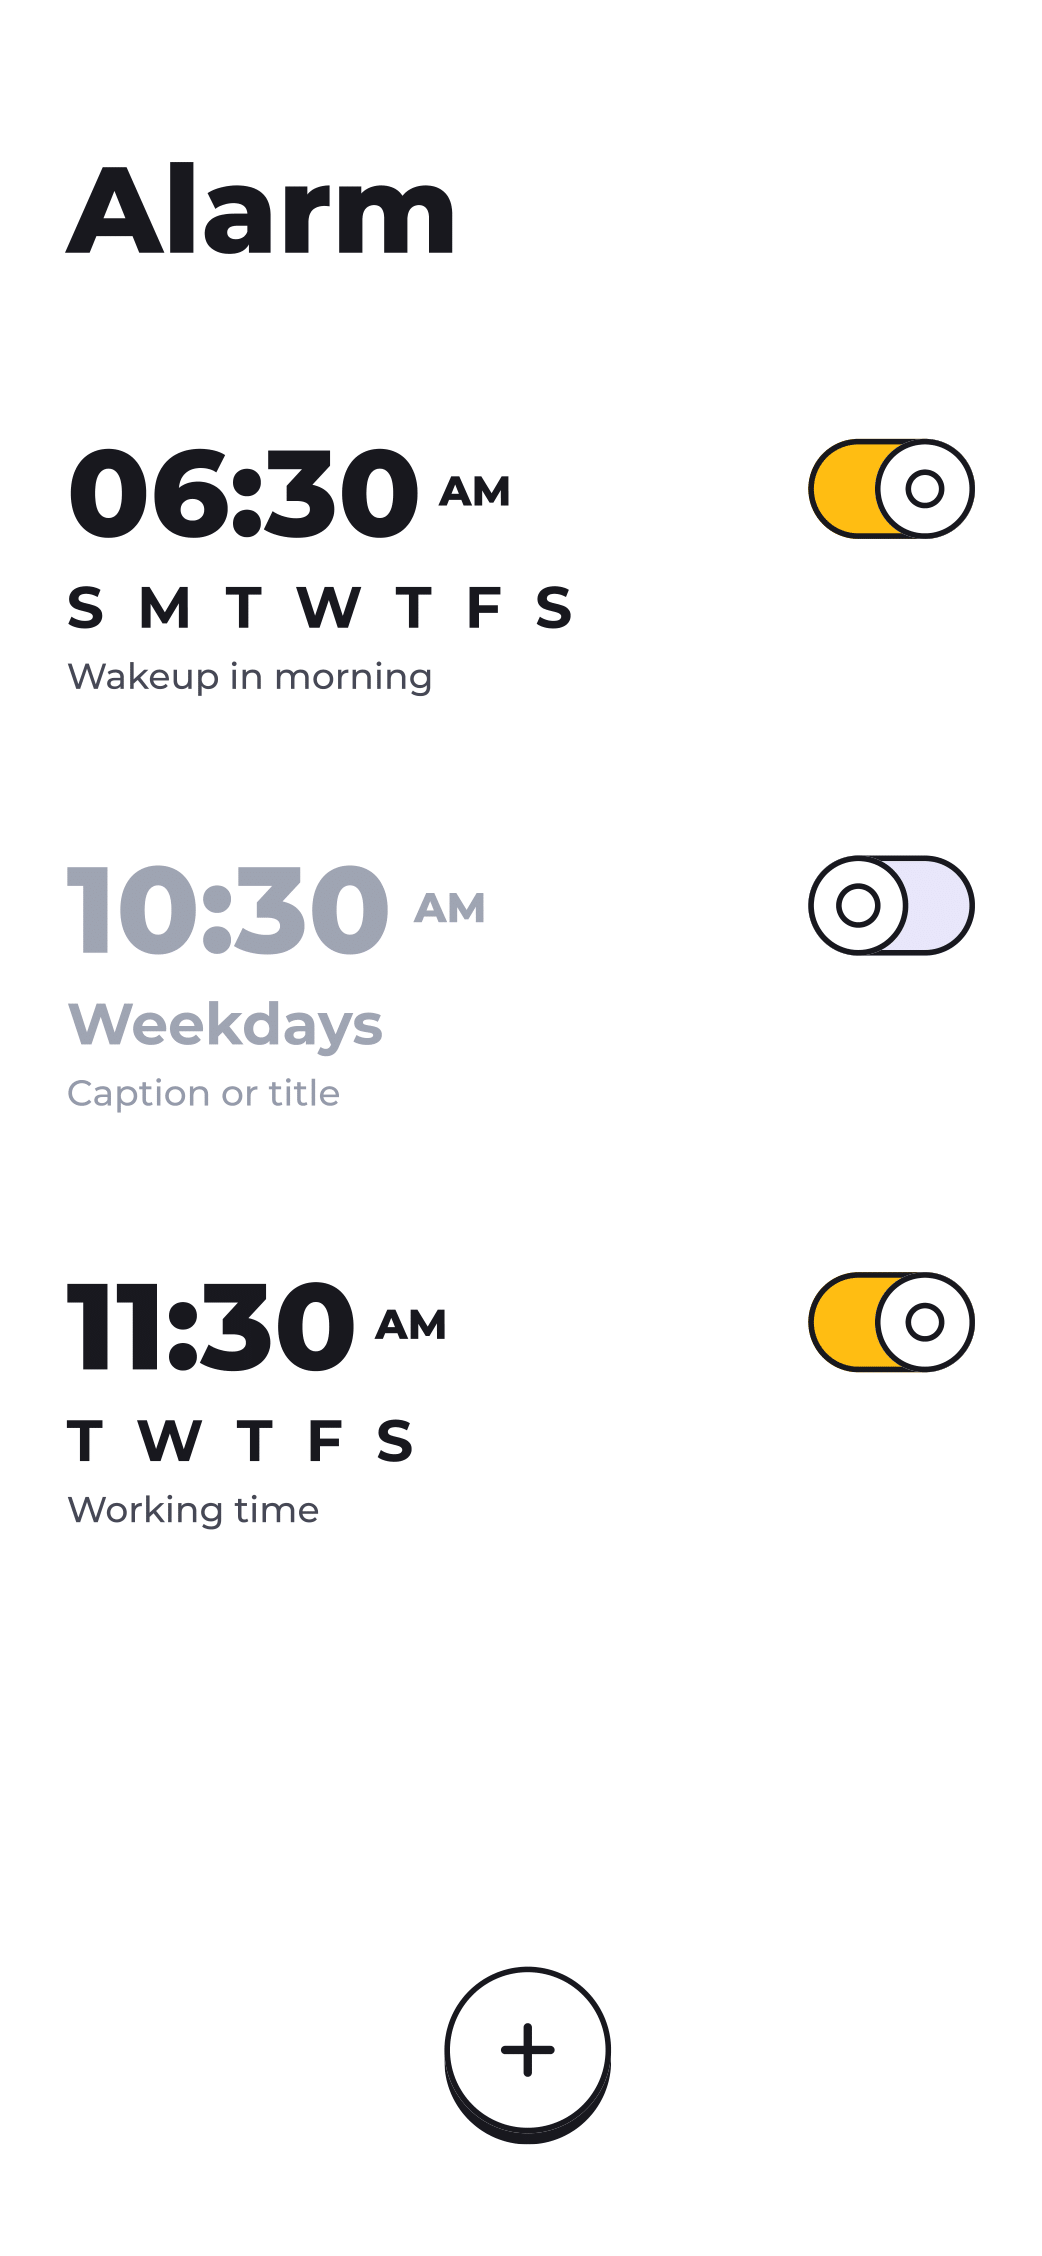 Alarm
06:30 AM
S M T W T F S
Wakeup in morning
10:30 AM
Weekdays
Caption or title
11:30 AM
T W T F S
Working time